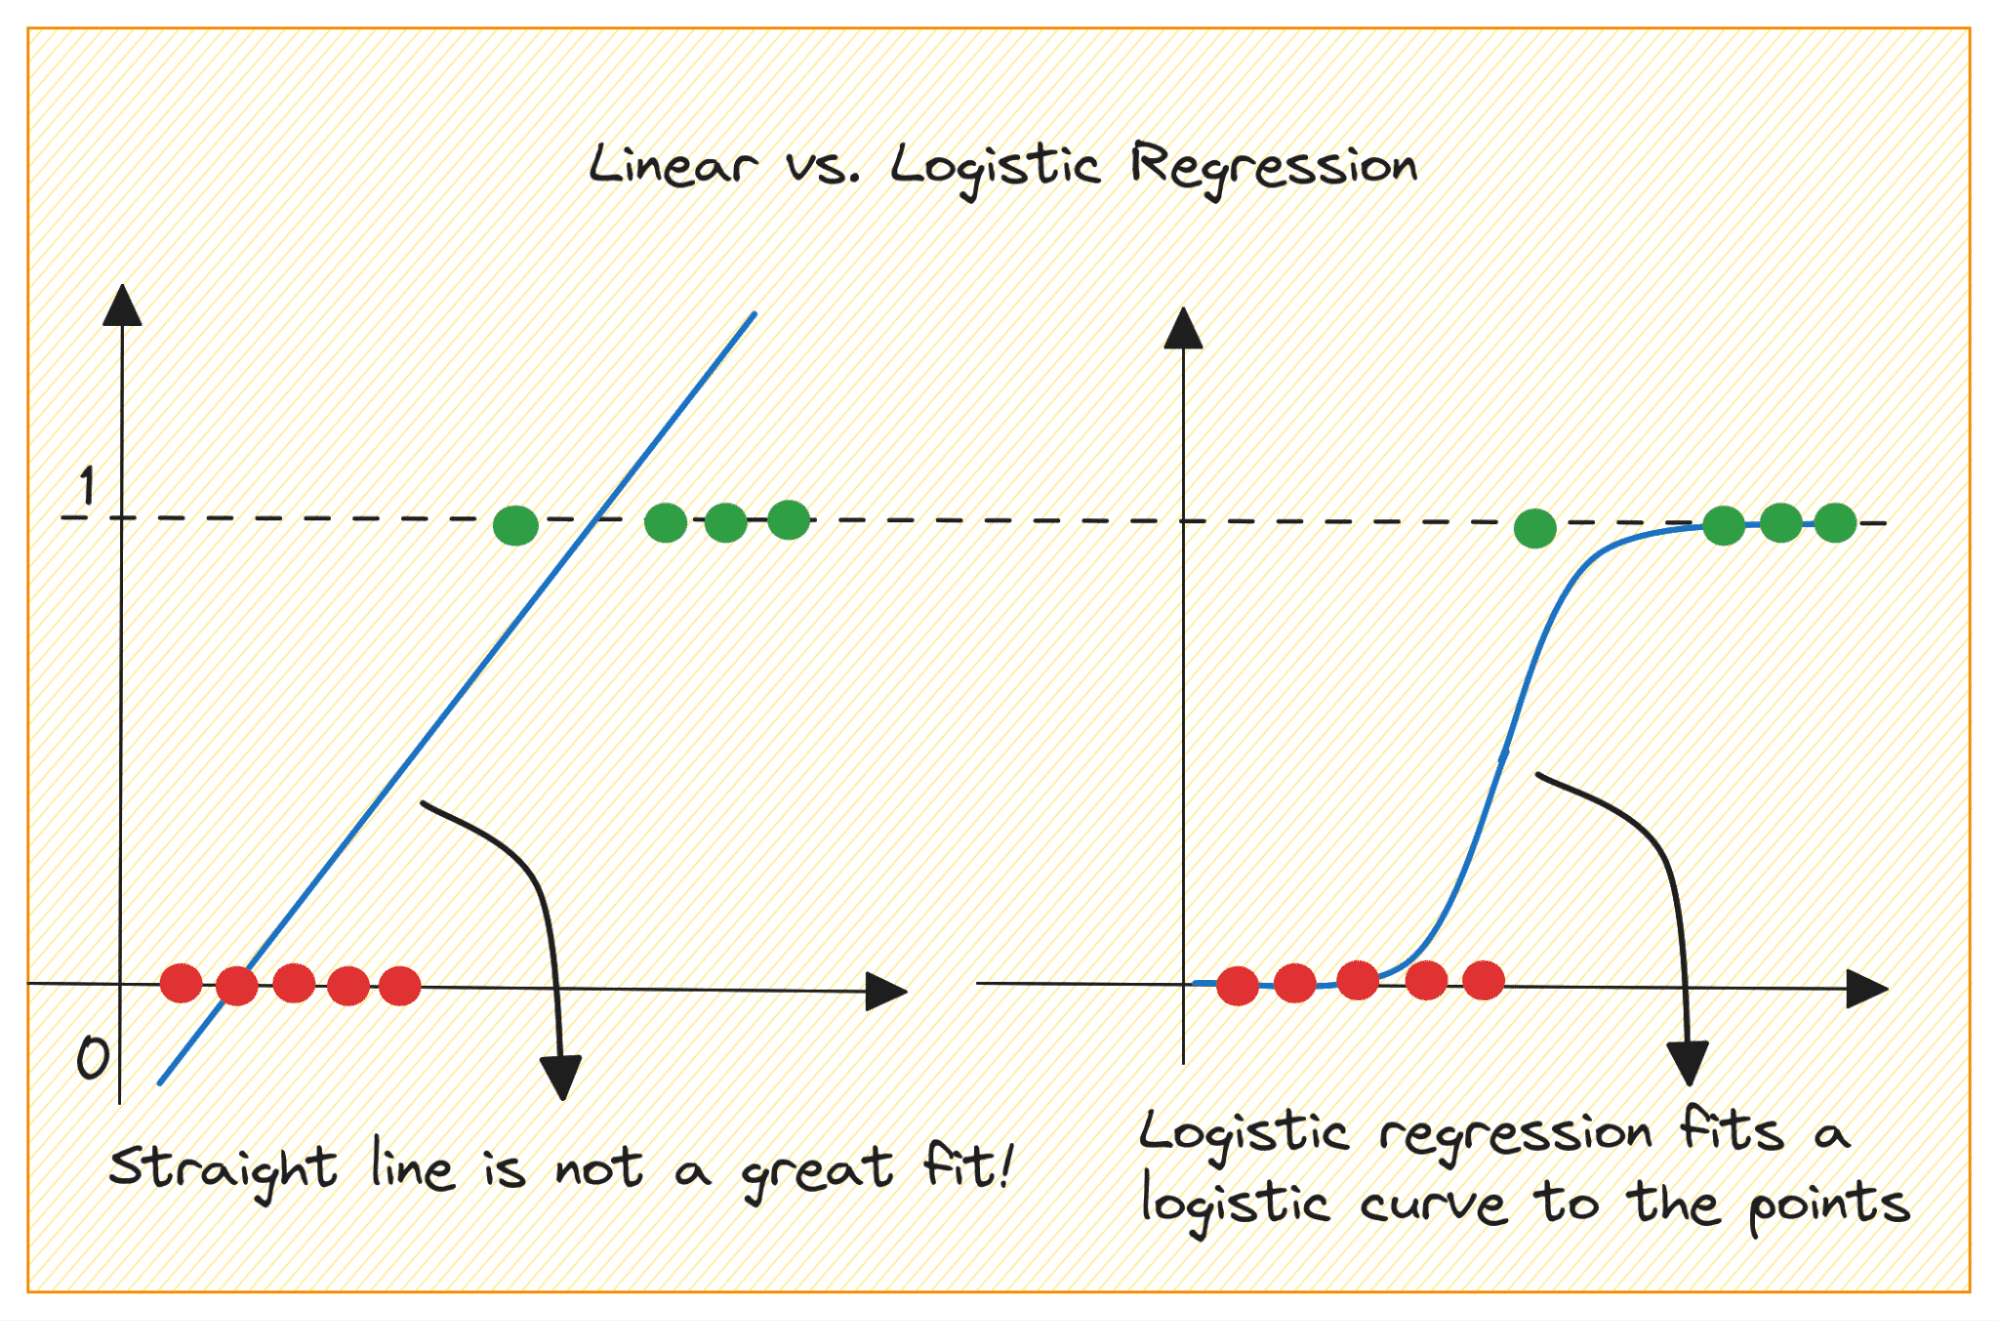 Linear vs. Logistic Regression
1
0
Straight line is not a great fit!
Logistic regression fits a
logistic curve to the points